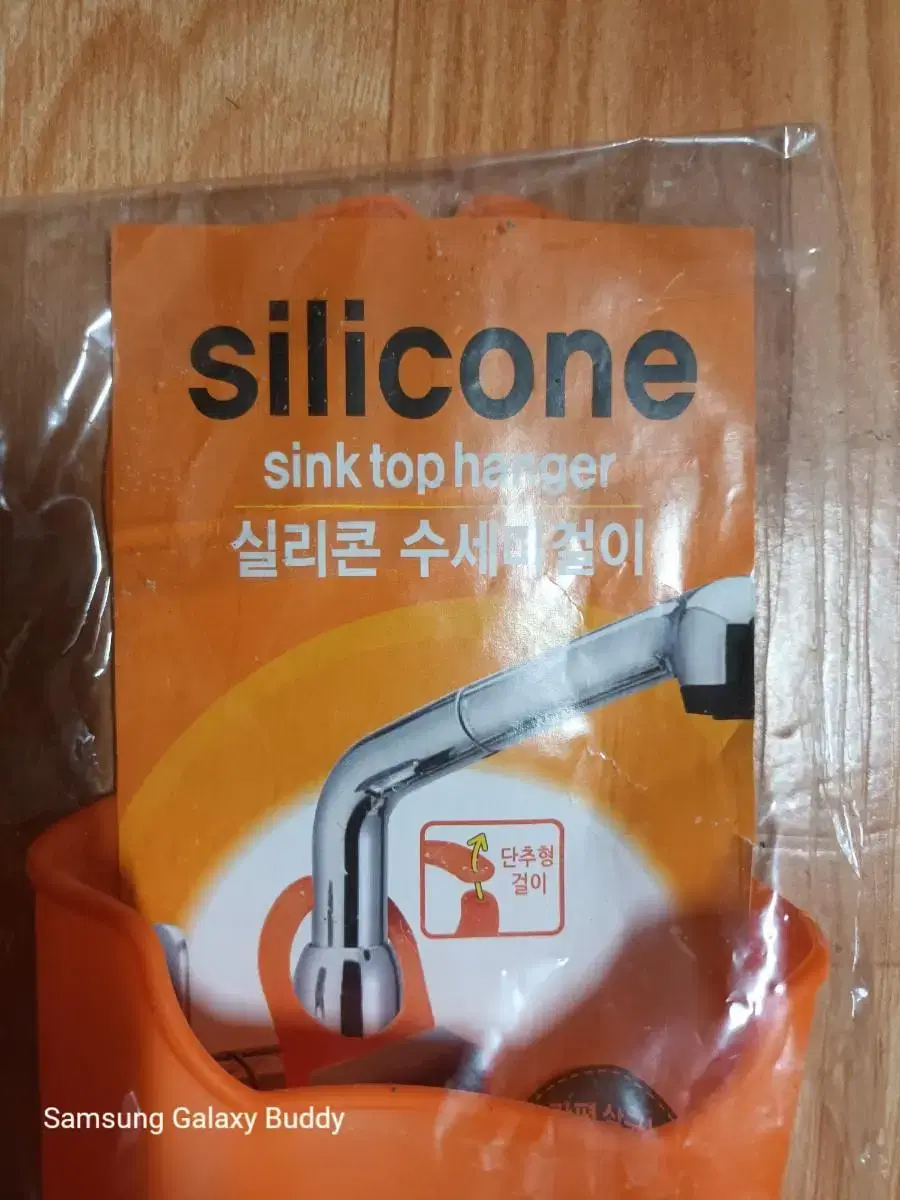 silicone
sink top hanger
실리콘 수세미걸이
단추형
걸이
Samsung Galaxy Buddy